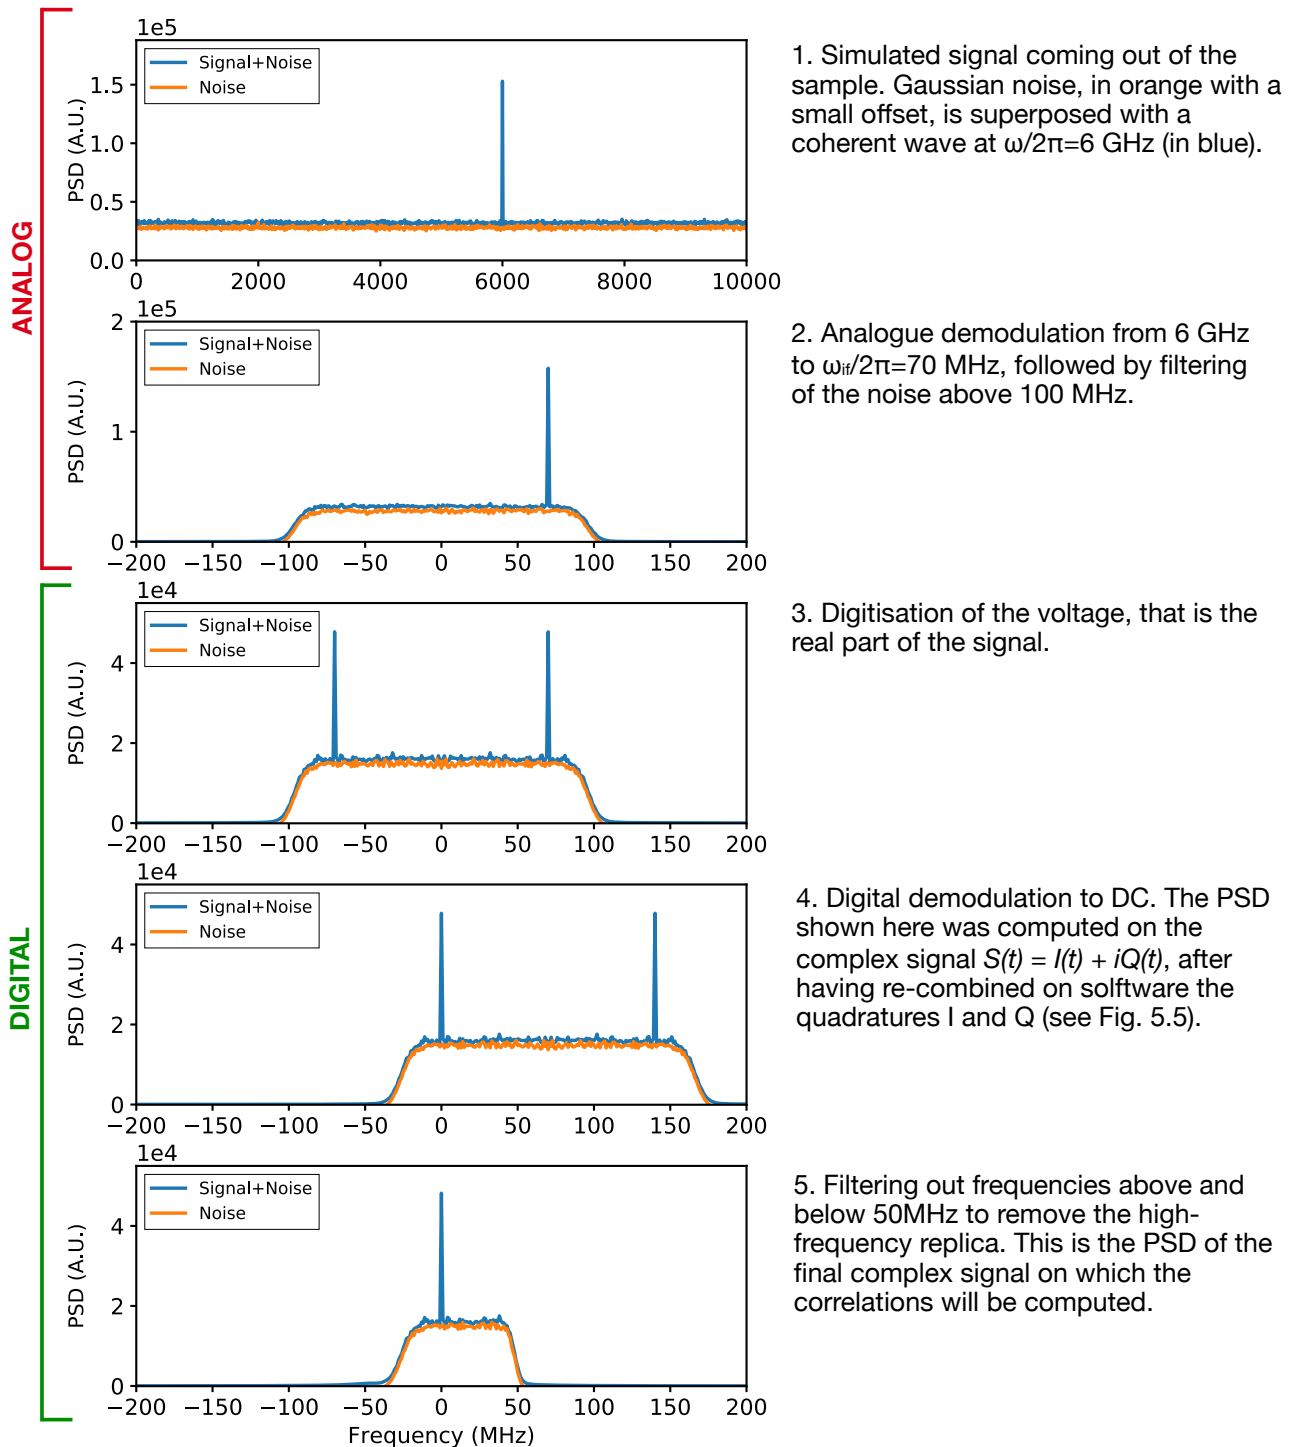 ANALOG
1e5
PSD (A.U.)
1.5
1.0
0.5
0.0
Signal+Noise
Noise
0 2000 4000 6000 8000 10000
1. Simulated signal coming out of the
sample. Gaussian noise, in orange with a
small offset, is superposed with a
coherent wave at ω/2π=6 GHz (in blue).
1e5
PSD (A.U.)
2
1
0
Signal+Noise
Noise
−200 −150 −100 −50 0 50 100 150 200
2. Analogue demodulation from 6 GHz
to ωif/2π=70 MHz, followed by filtering
of the noise above 100 MHz.
DIGITAL
1e4
PSD (A.U.)
4
2
0
Signal+Noise
Noise
−200 −150 −100 −50 0 50 100 150 200
3. Digitisation of the voltage, that is the
real part of the signal.
1e4
PSD (A.U.)
4
2
0
Signal+Noise
Noise
−200 −150 −100 −50 0 50 100 150 200
4. Digital demodulation to DC. The PSD
shown here was computed on the
complex signal S(t) = I(t) + iQ(t), after
having re-combined on solftware the
quadratures I and Q (see Fig. 5.5).
1e4
PSD (A.U.)
4
2
0
Signal+Noise
Noise
−200 −150 −100 −50 0 50 100 150 200
Frequency (MHz)
5. Filtering out frequencies above and
below 50MHz to remove the high-
frequency replica. This is the PSD of the
final complex signal on which the
correlations will be computed.